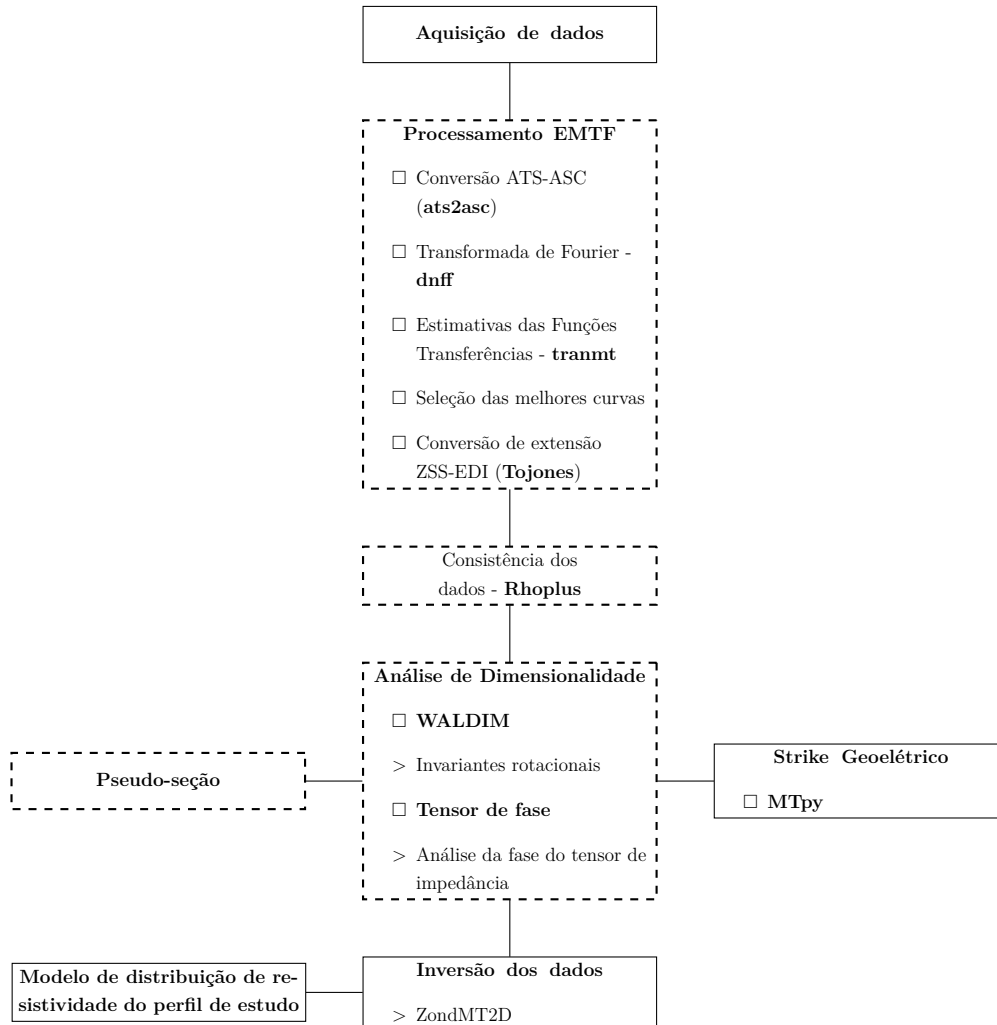 Aquisição de dados
Processamento EMTF
☐ Conversão ATS-ASC
(ats2asc)
☐ Transformada de Fourier -
dnff
☐ Estimativas das Funções
Transferências - tranmt
☐ Seleção das melhores curvas
☐ Conversão de extensão
ZSS-EDI (Tojones)
Consistência dos
dados - Rhoplus
Análise de Dimensionalidade
☐ WALDIM
> Invariantes rotacionais
☐ Tensor de fase
> Análise da fase do tensor de
impedância
Pseudo-seção
Strike Geoelétrico
☐ MTpy
Modelo de distribuição de re-
sistividade do perfil de estudo
Inversão dos dados
> ZondMT2D